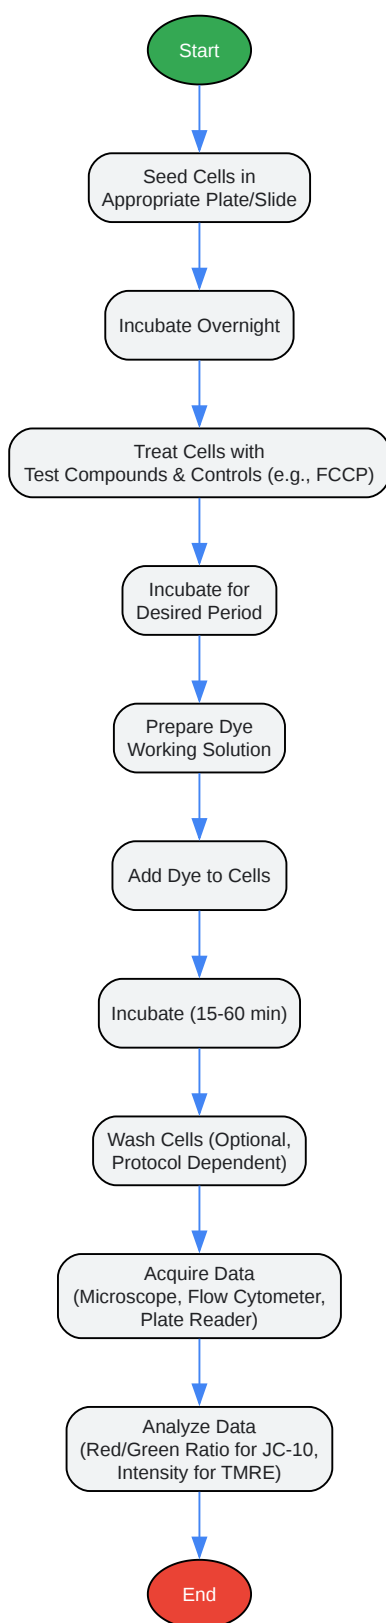 Start
Seed Cells in
Appropriate Plate/Slide
Incubate Overnight
Treat Cells with
Test Compounds & Controls (e.g., FCCP)
Incubate for
Desired Period
Prepare Dye
Working Solution
Add Dye to Cells
Incubate (15-60 min)
Wash Cells (Optional,
Protocol Dependent)
Acquire Data
(Microscope, Flow Cytometer,
Plate Reader)
Analyze Data
(Red/Green Ratio for JC-10,
Intensity for TMRE)
End